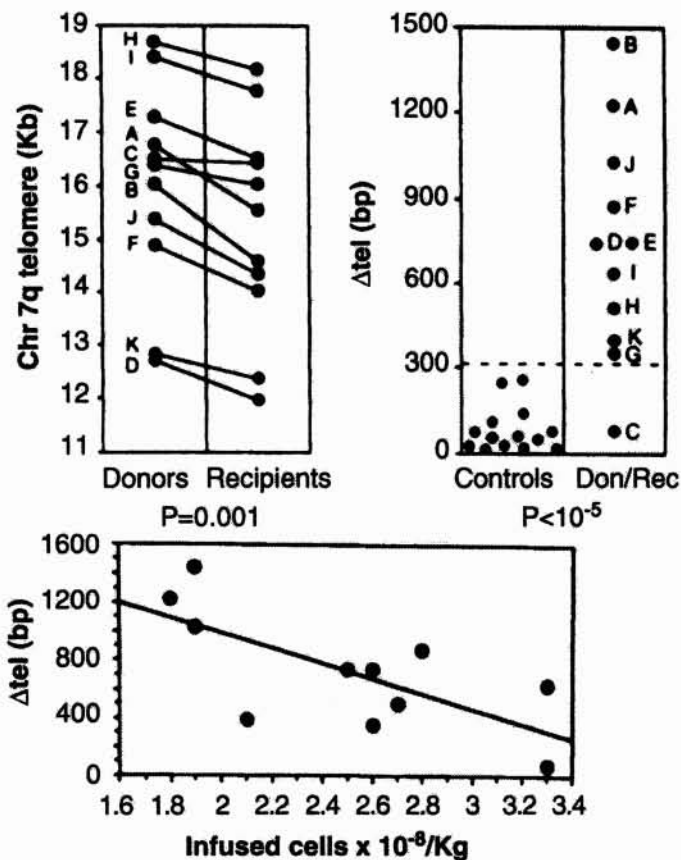 Chr 7q telomere (Kb)
19
18
17
16
15
14
13
12
11
H
I
E
A
C
G
B
J
F
K
D
Donors Recipients
P=0.001
Δtel (bp)
1500
1200
900
600
300
0
B
A
J
F
D E
I
H
K
G
C
Controls Don/Rec
P<10⁻⁵
Δtel (bp)
1600
1200
800
400
0
1.6 1.8 2 2.2 2.4 2.6 2.8 3 3.2 3.4
Infused cells x 10⁻⁸/Kg